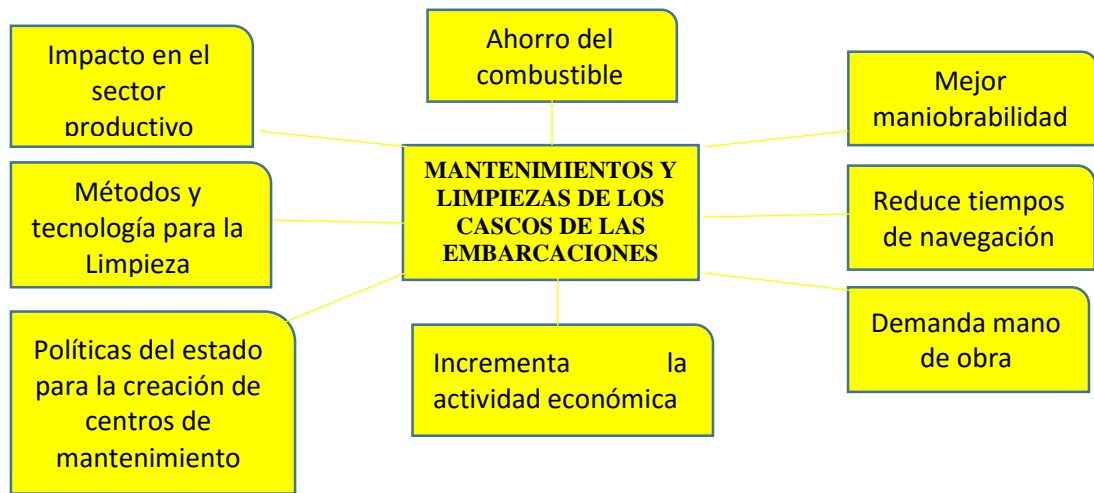 Impacto en el
sector
productivo
Ahorro del
combustible
Mejor
maniobrabilidad
MANTENIMIENTOS Y
LIMPIEZAS DE LOS
CASCOS DE LAS
EMBARCACIONES
Métodos y
tecnología para la
Limpieza
Reduce tiempos
de navegación
Políticas del estado
para la creación de
centros de
mantenimiento
Incrementa la
actividad económica
Demanda mano
de obra